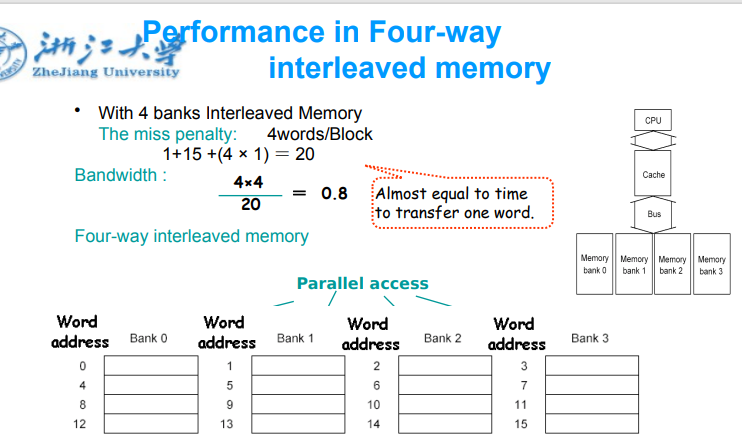 Performance in Four-way
interleaved memory
浙江大学
ZheJiang University
• With 4 banks Interleaved Memory
The miss penalty: 4words/Block
1+15 +(4 × 1) = 20
Bandwidth :
4×4
20
= 0.8
Almost equal to time
to transfer one word.
Four-way interleaved memory
CPU
Cache
Bus
Memory bank 0
Memory bank 1
Memory bank 2
Memory bank 3
Parallel access
Word address Bank 0 Word address Bank 1 Word address Bank 2 Word address Bank 3
0 1 2 3
4 5 6 7
8 9 10 11
12 13 14 15